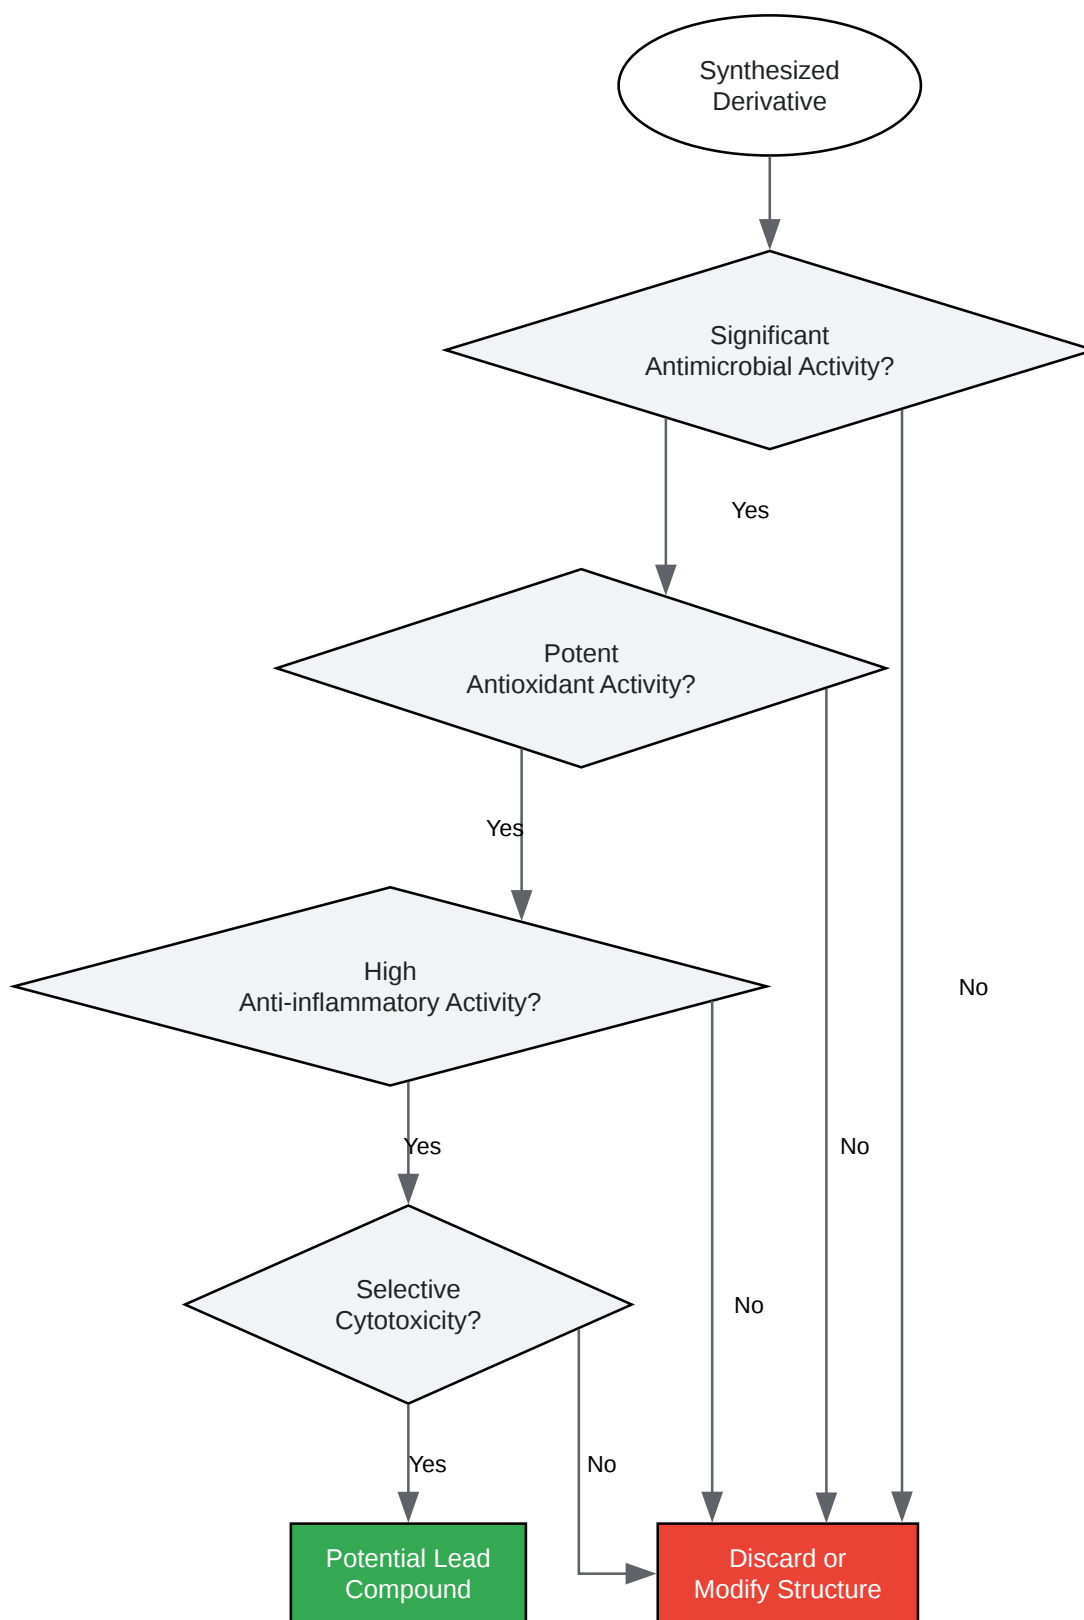 Synthesized
Derivative
Significant
Antimicrobial Activity?
Yes
Potent
Antioxidant Activity?
Yes
High
Anti-inflammatory Activity?
No
Yes
No
Selective
Cytotoxicity?
No
Yes
No
Potential Lead
Compound
Discard or
Modify Structure